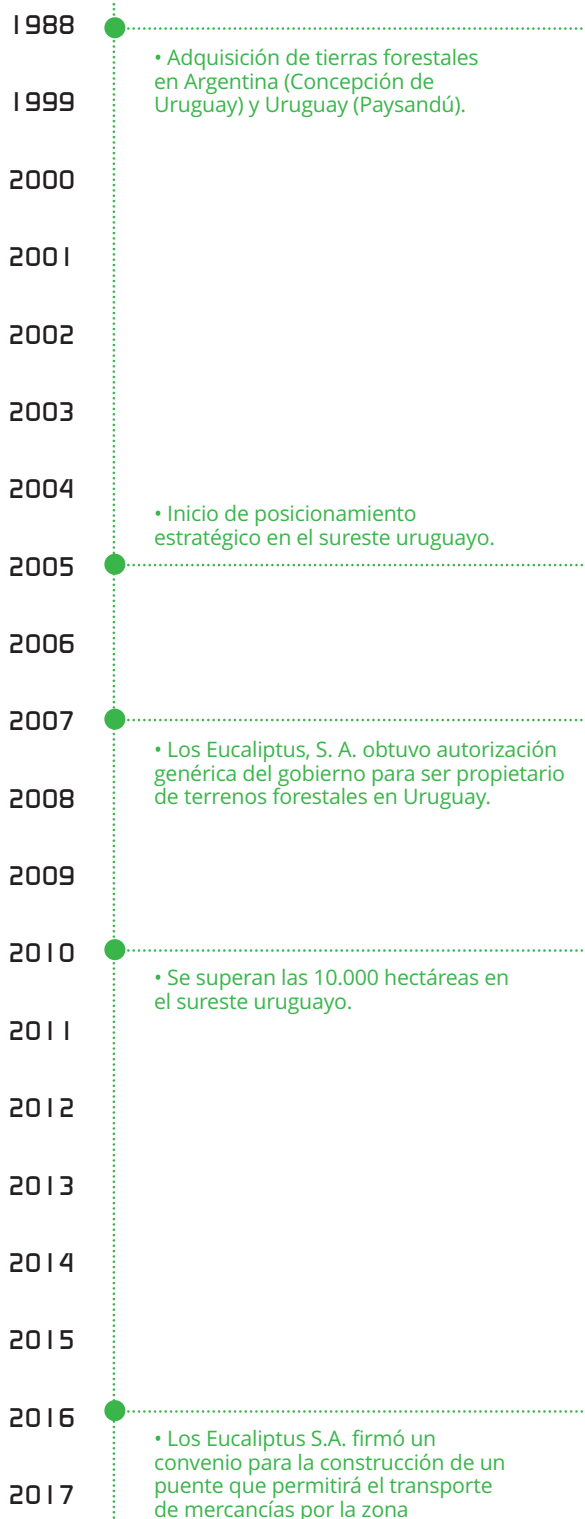 1988
• Adquisición de tierras forestales
en Argentina (Concepción de
Uruguay) y Uruguay (Paysandú).
1999
2000
2001
2002
2003
2004
• Inicio de posicionamiento
estratégico en el sureste uruguayo.
2005
2006
2007
• Los Eucaliptus, S. A. obtuvo autorización
genérica del gobierno para ser propietario
de terrenos forestales en Uruguay.
2008
2009
2010
• Se superan las 10.000 hectáreas en
el sureste uruguayo.
2011
2012
2013
2014
2015
2016
• Los Eucaliptus S.A. firmó un
convenio para la construcción de un
puente que permitirá el transporte
de mercancías por la zona
2017